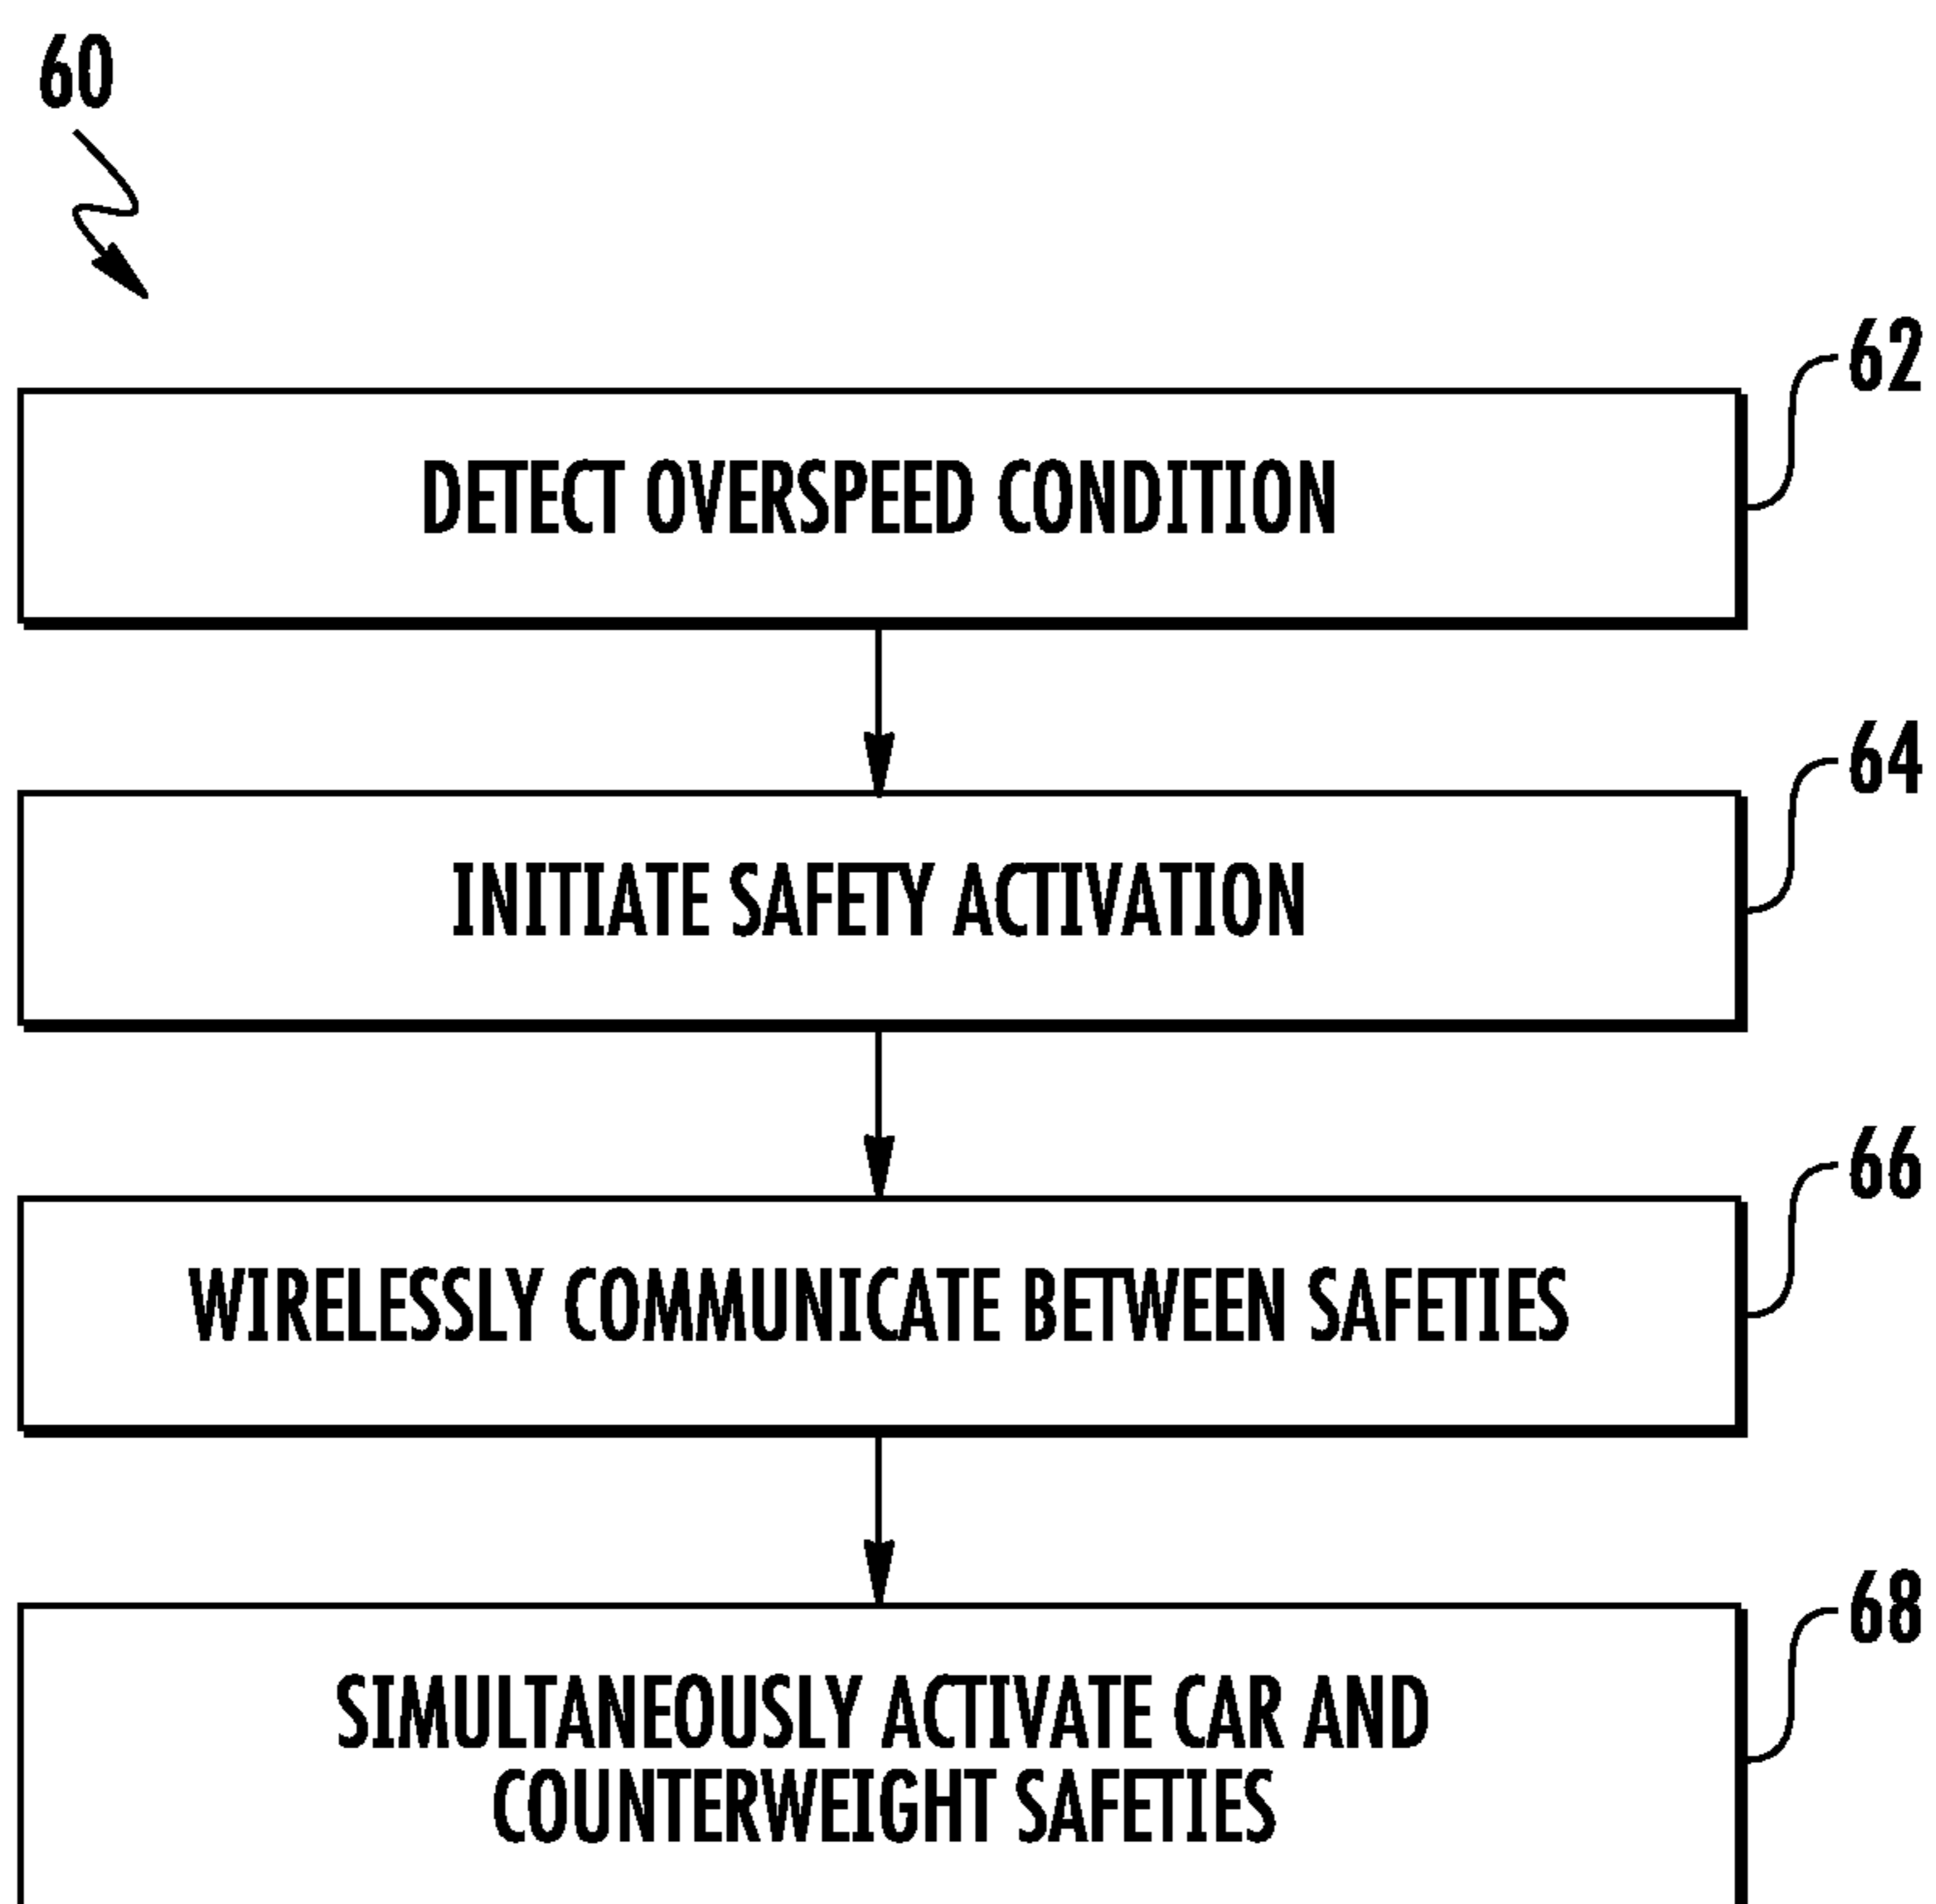 60
62
DETECT OVERSPEED CONDITION
64
INITIATE SAFETY ACTIVATION
66
WIRELESSLY COMMUNICATE BETWEEN SAFETIES
68
SIMULTANEOUSLY ACTIVATE CAR AND
COUNTERWEIGHT SAFETIES